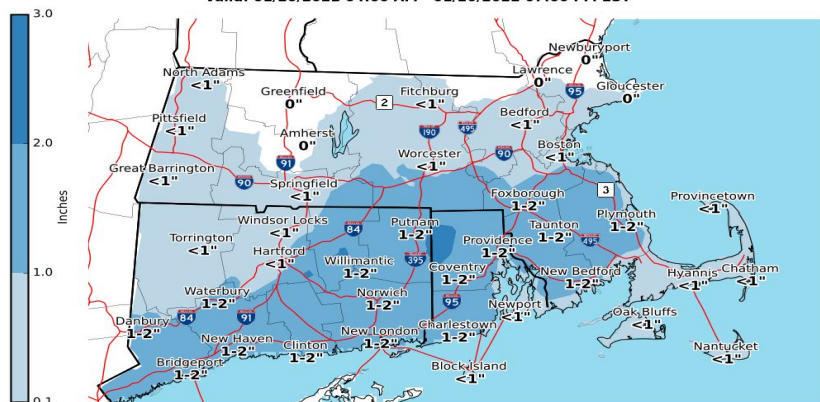 3.0
2.0
1.0
Inches
North Adams
<1"
Pittsfield
<1"
Great Barrington
<1"
Greenfield
0"
Amherst
0"
Springfield
<1"
Fitchburg
<1"
Worcester
<1"
Lawrence
0"
Newburyport
0"
Gloucester
0"
Bedford
<1"
Boston
<1"
Foxborough
1-2"
Taunton
1-2"
Plymouth
1-2"
Provincetown
<1"
Torrington
<1"
Windsor Locks
<1"
Hartford
<1"
Putnam
1-2"
Willimantic
1-2"
Providence
1-2"
Coventry
1-2"
New Bedford
1-2"
Hyannis
<1"
Chatham
<1"
Waterbury
1-2"
Norwich
1-2"
Newport
<1"
Oak Bluffs
<1"
Danbury
1-2"
New Haven
1-2"
Clinton
1-2"
New London
1-2"
Charlestown
1-2"
Nantucket
<1"
Bridgeport
1-2"
Block Island
<1"
2
190
495
95
90
91
90
3
84
395
495
95
84
91